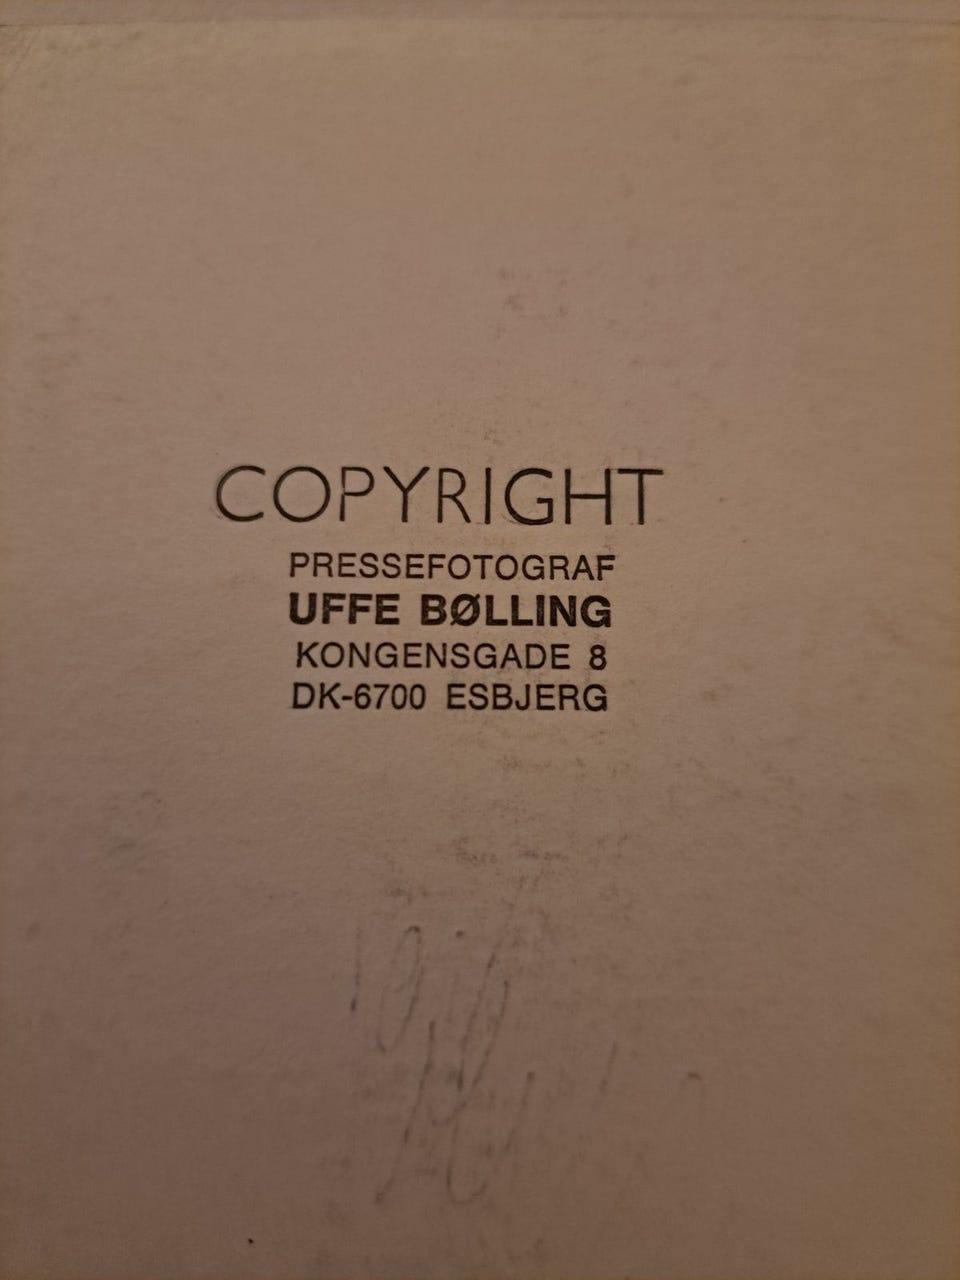 COPYRIGHT
PRESSEFOTOGRAF
UFFE BØLLING
KONGENSGADE 8
DK-6700 ESBJERG